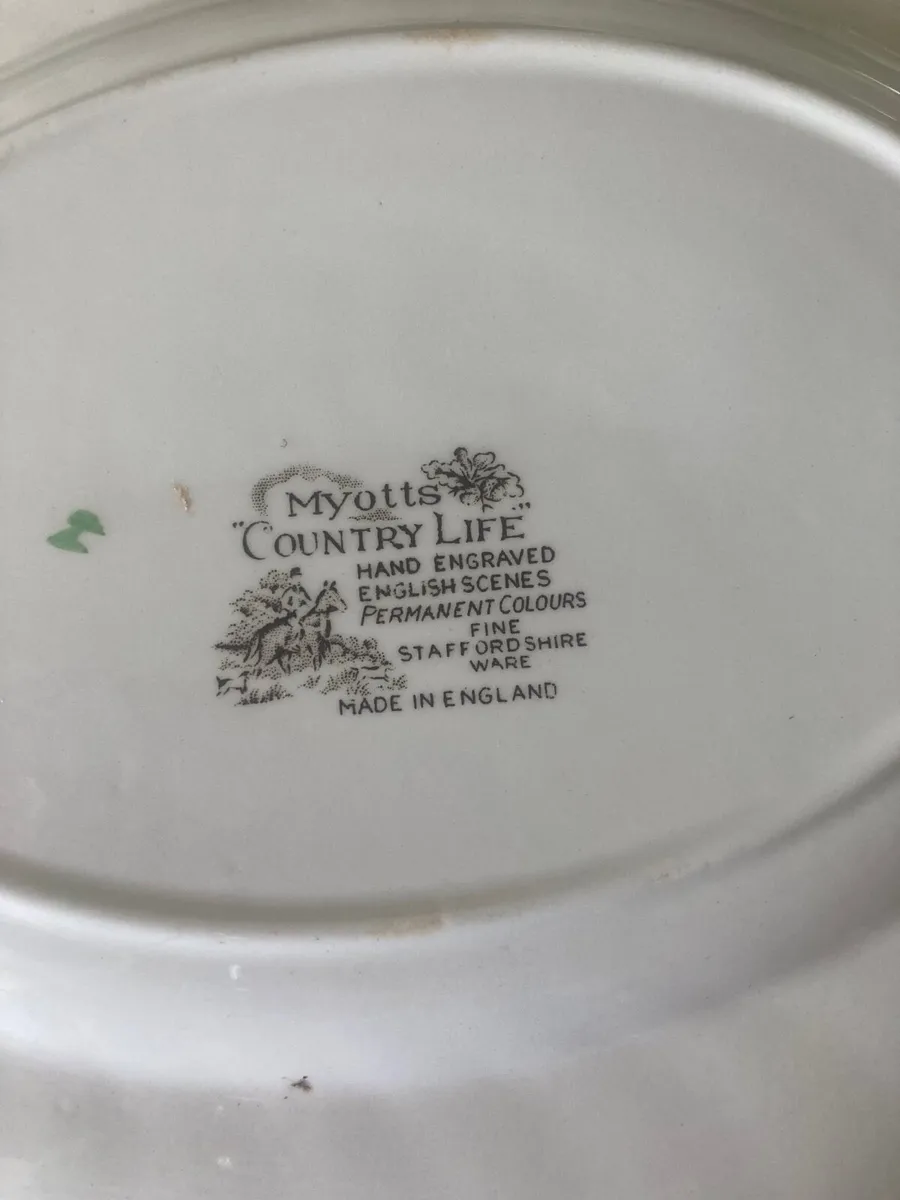 Myotts
"COUNTRY LIFE"
HAND ENGRAVED
ENGLISH SCENES
PERMANENT COLOURS
FINE
STAFFORDSHIRE
WARE
MADE IN ENGLAND